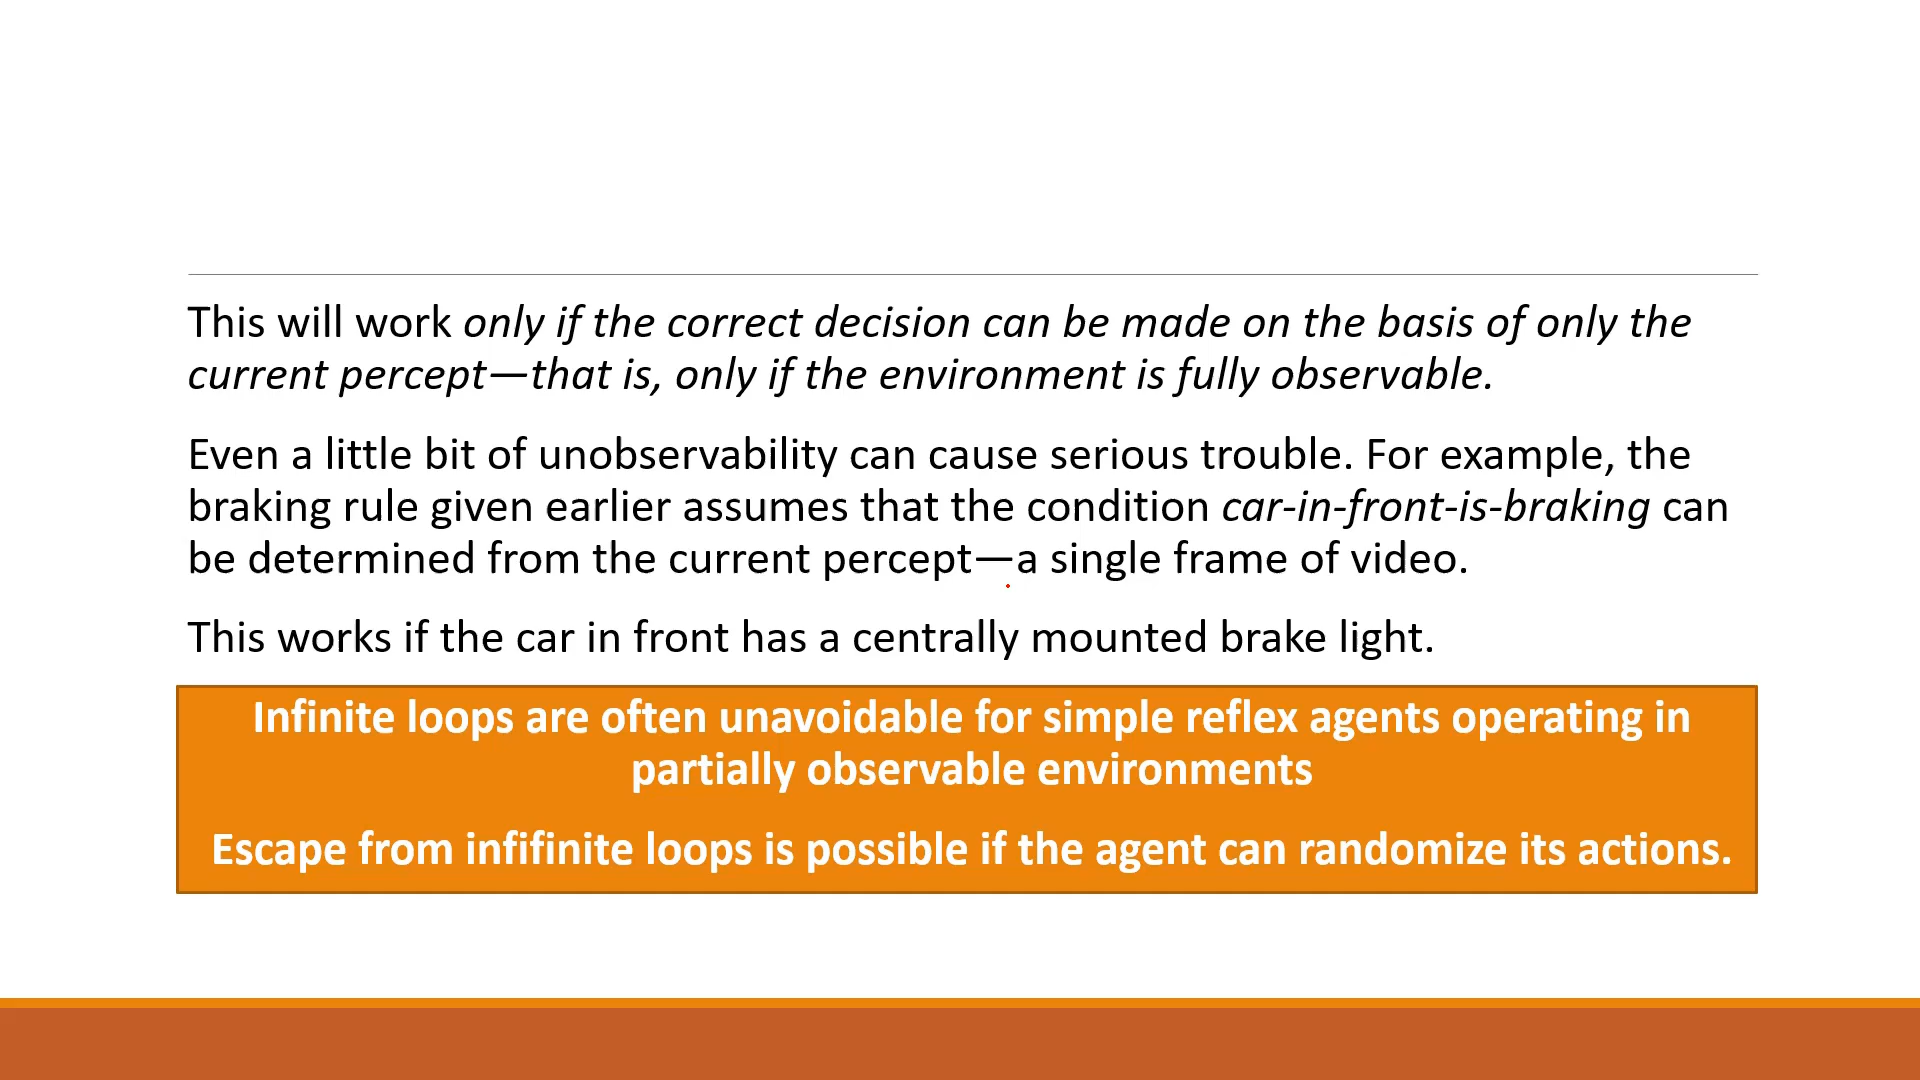 This will work only if the correct decision can be made on the basis of only the
current percept—that is, only if the environment is fully observable.
Even a little bit of unobservability can cause serious trouble. For example, the
braking rule given earlier assumes that the condition car-in-front-is-braking can
be determined from the current percept—a single frame of video.
This works if the car in front has a centrally mounted brake light.
Infinite loops are often unavoidable for simple reflex agents operating in
partially observable environments
Escape from infifinite loops is possible if the agent can randomize its actions.